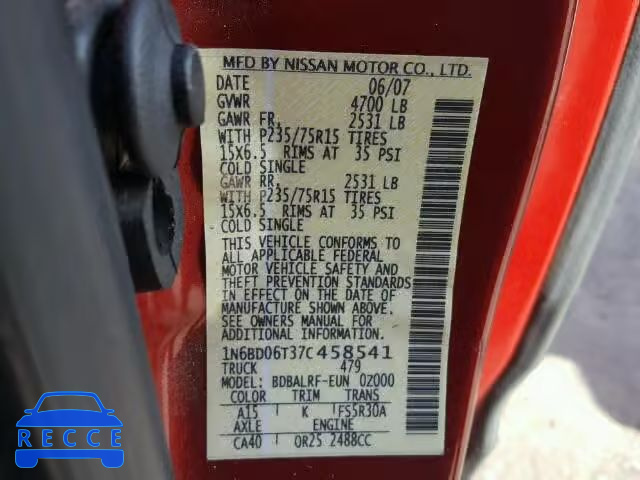 MFD BY NISSAN MOTOR CO., LTD.
DATE 06/07
GVWR 4700 LB
GAWR FR, 2531 LB
WITH P235/75R15 TIRES
15X6.5 RIMS AT 35 PSI
COLD SINGLE
GAWR RR, 2531 LB
WITH P235/75R15 TIRES
15X6.5 RIMS AT 35 PSI
COLD SINGLE
THIS VEHICLE CONFORMS TO
ALL APPLICABLE FEDERAL
MOTOR VEHICLE SAFETY AND
THEFT PREVENTION STANDARDS
IN EFFECT ON THE DATE OF
MANUFACTURE SHOWN ABOVE.
SEE OWNERS MANUAL FOR
ADDITIONAL INFORMATION.
1N6BD06T37C458541
TRUCK 479
MODEL: BDBALRF-EUN 0Z000
COLOR TRIM TRANS
A15 K FS5R30A
AXLE ENGINE
CA40 QR25 2488CC
BIDFAX.INFO